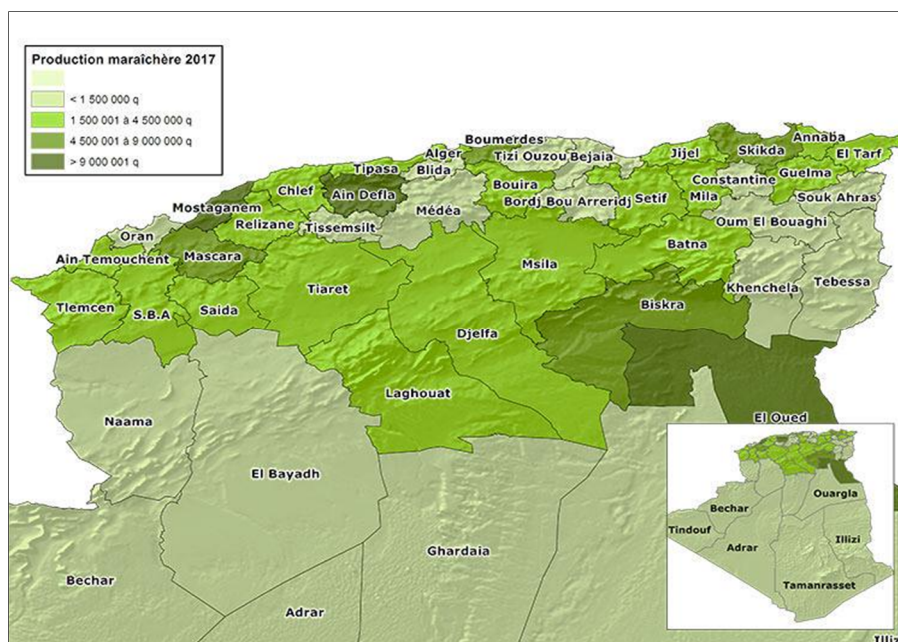 Production maraîchère 2017
< 1 500 000 q
1 500 001 à 4 500 000 q
4 500 001 à 9 000 000 q
> 9 000 001 q
Boumerdes
Annaba
Alger
Tizi Ouzou
Bejaia
Jijel
Skikda
El Tarf
Tipasa
Blida
Constantine
Guelma
Chlef
Ain Defla
Bouira
Mila
Souk Ahras
Mostaganem
Médéa
Bordj Bou Arreridj
Setif
Relizane
Tissemsilt
Oum El Bouaghi
Oran
Batna
Ain Temouchent
Mascara
Msila
Khenchela
Tebessa
Tlemcen
S.B.A
Saida
Tiaret
Biskra
Djelfa
Naama
Laghouat
El Oued
El Bayadh
Ghardaia
Bechar
Adrar
Illiz
Ouargla
Bechar
Tindouf
Adrar
Illizi
Tamanrasset